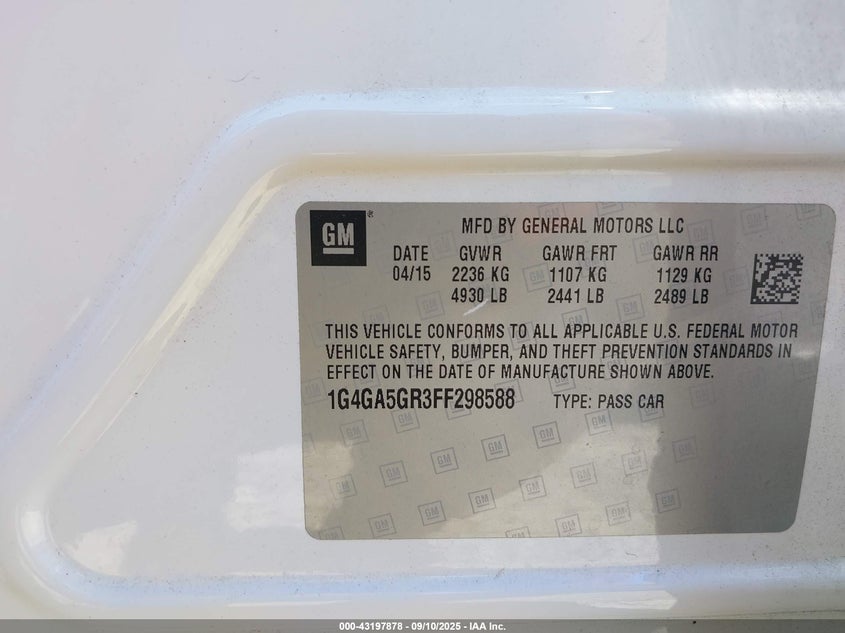 GM
®
MFD BY GENERAL MOTORS LLC
DATE GVWR GAWR FRT GAWR RR
04/15 2236 KG 1107 KG 1129 KG
4930 LB 2441 LB 2489 LB
THIS VEHICLE CONFORMS TO ALL APPLICABLE U.S. FEDERAL MOTOR
VEHICLE SAFETY, BUMPER, AND THEFT PREVENTION STANDARDS IN
EFFECT ON THE DATE OF MANUFACTURE SHOWN ABOVE.
1G4GA5GR3FF298588 TYPE: PASS CAR
000-43197878 - 09/10/2025 - IAA Inc.